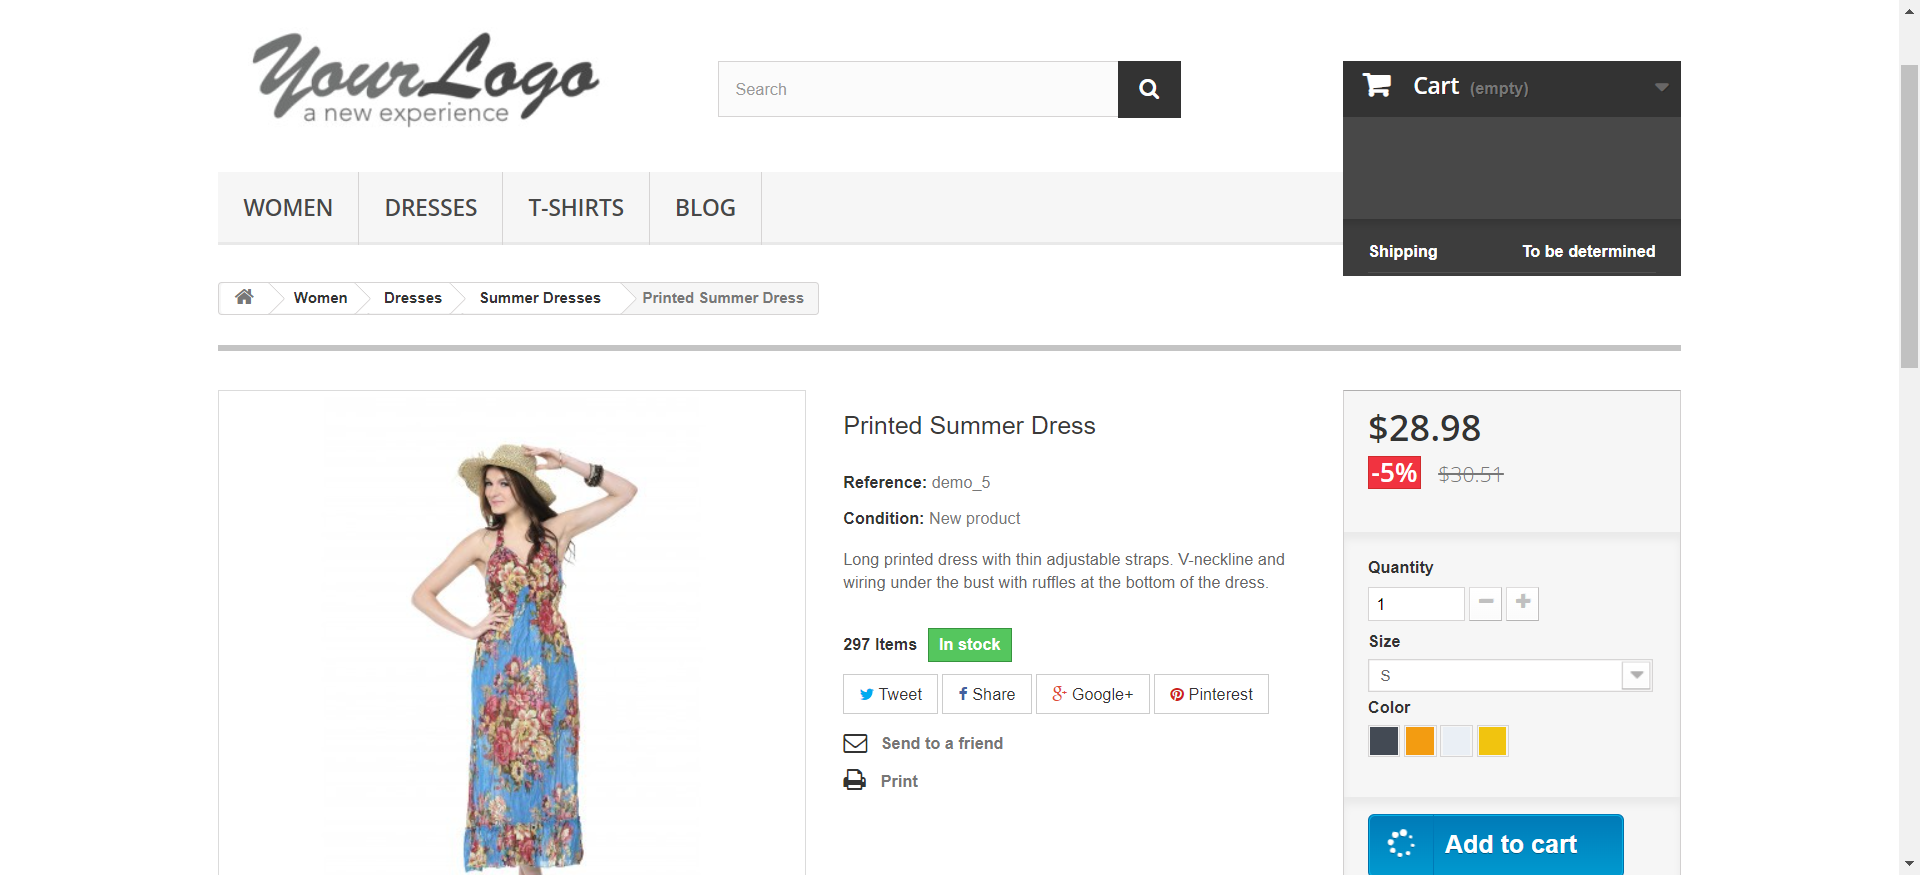 YourLogo
a new experience
Search
Cart (empty)
Shipping To be determined
WOMEN DRESSES T-SHIRTS BLOG
Women Dresses Summer Dresses Printed Summer Dress
Printed Summer Dress
Reference: demo_5
Condition: New product
Long printed dress with thin adjustable straps. V-neckline and
wiring under the bust with ruffles at the bottom of the dress.
297 Items In stock
Tweet Share Google+ Pinterest
Send to a friend
Print
$28.98
-5% $30.51
Quantity
1
Size
S
Color
Add to cart